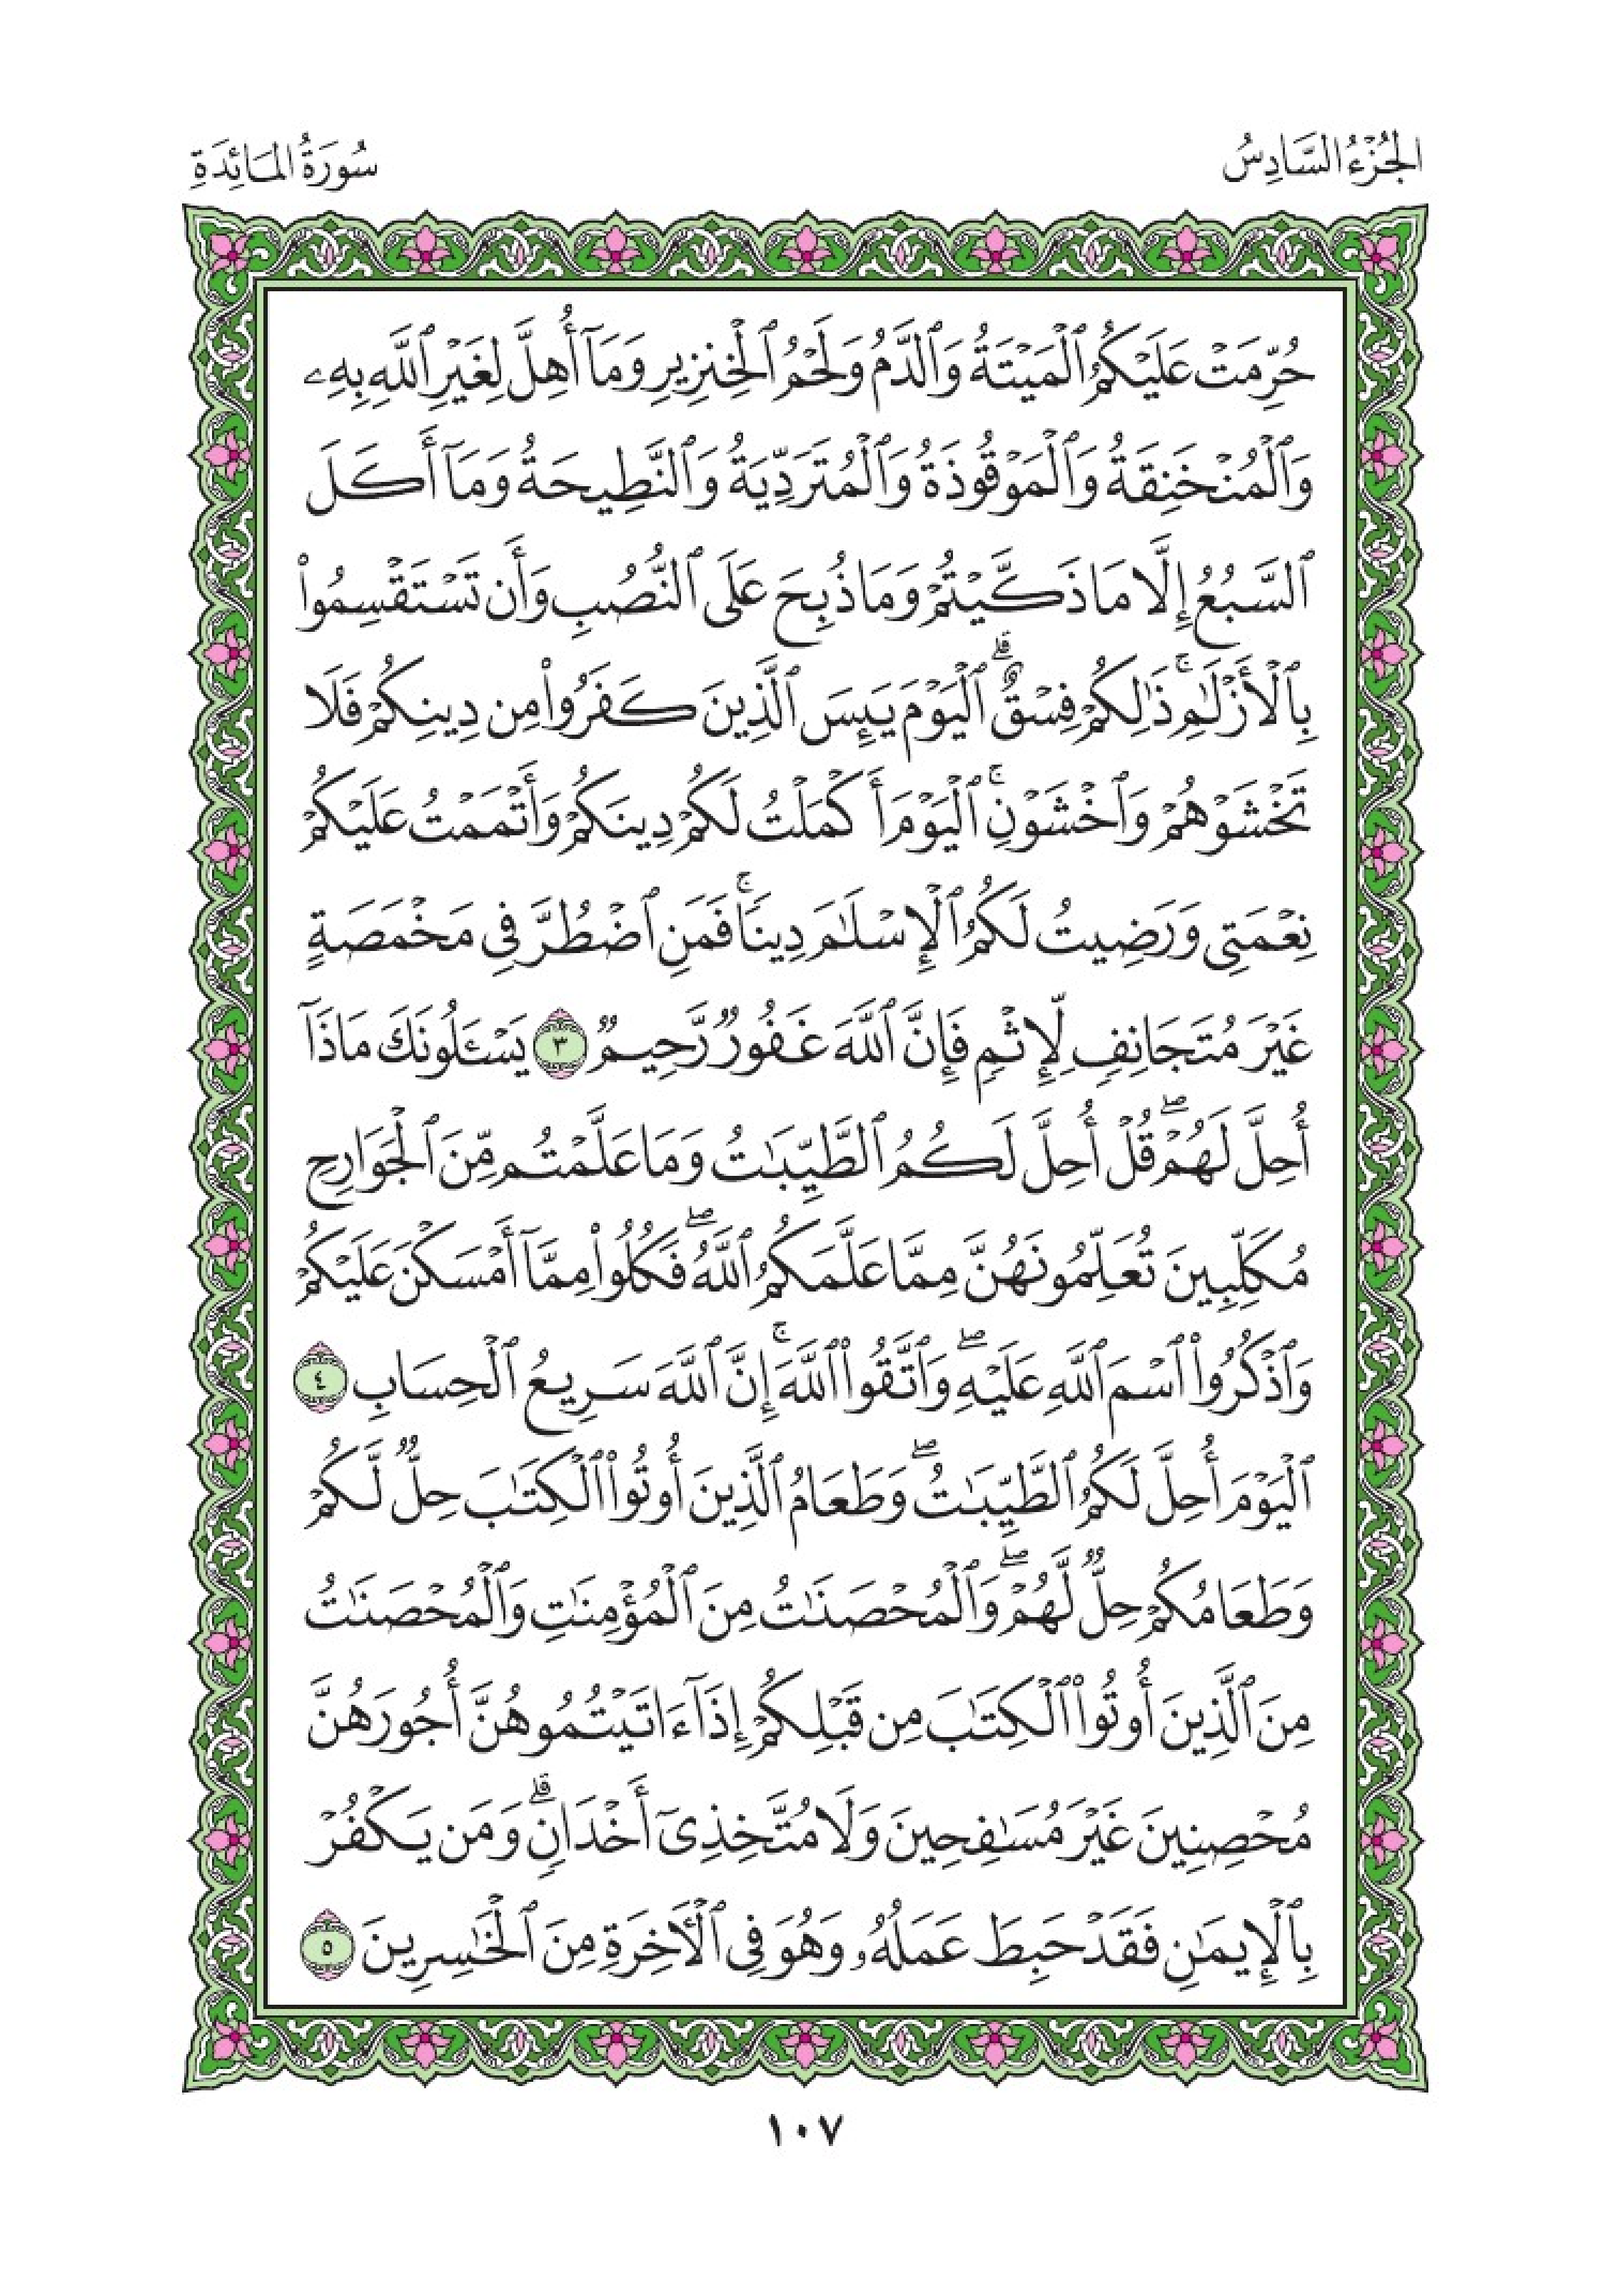 الجُزْءُ السَّادِسُ
سُورَةُ المَائِدَةِ
حُرِّمَتْ عَلَيْكُمُ ٱلْمَيْتَةُ وَٱلدَّمُ وَلَحْمُ ٱلْخِنزِيرِ وَمَآ أُهِلَّ لِغَيْرِ ٱللَّهِ بِهِۦ
وَٱلْمُنْخَنِقَةُ وَٱلْمَوْقُوذَةُ وَٱلْمُتَرَدِّيَةُ وَٱلنَّطِيحَةُ وَمَآ أَكَلَ
ٱلسَّبُعُ إِلَّا مَا ذَكَّيْتُمْ وَمَا ذُبِحَ عَلَى ٱلنُّصُبِ وَأَن تَسْتَقْسِمُوا۟
بِٱلْأَزْلَٰمِ ۚ ذَٰلِكُمْ فِسْقٌ ۗ ٱلْيَوْمَ يَئِسَ ٱلَّذِينَ كَفَرُوا۟ مِن دِينِكُمْ فَلَا
تَخْشَوْهُمْ وَٱخْشَوْنِ ۚ ٱلْيَوْمَ أَكْمَلْتُ لَكُمْ دِينَكُمْ وَأَتْمَمْتُ عَلَيْكُمْ
نِعْمَتِى وَرَضِيتُ لَكُمُ ٱلْإِسْلَٰمَ دِينًا ۚ فَمَنِ ٱضْطُرَّ فِى مَخْمَصَةٍ
غَيْرَ مُتَجَانِفٍ لِّإِثْمٍ فَإِنَّ ٱللَّهَ غَفُورٌ رَّحِيمٌ ٣ يَسْـَٔلُونَكَ مَاذَآ
أُحِلَّ لَهُمْ ۖ قُلْ أُحِلَّ لَكُمُ ٱلطَّيِّبَٰتُ وَمَا عَلَّمْتُم مِّنَ ٱلْجَوَارِحِ
مُكَلِّبِينَ تُعَلِّمُونَهُنَّ مِمَّا عَلَّمَكُمُ ٱللَّهُ ۖ فَكُلُوا۟ مِمَّآ أَمْسَكْنَ عَلَيْكُمْ
وَٱذْكُرُوا۟ ٱسْمَ ٱللَّهِ عَلَيْهِ ۖ وَٱتَّقُوا۟ ٱللَّهَ ۚ إِنَّ ٱللَّهَ سَرِيعُ ٱلْحِسَابِ ٤
ٱلْيَوْمَ أُحِلَّ لَكُمُ ٱلطَّيِّبَٰتُ ۖ وَطَعَامُ ٱلَّذِينَ أُوتُوا۟ ٱلْكِتَٰبَ حِلٌّ لَّكُمْ
وَطَعَامُكُمْ حِلٌّ لَّهُمْ ۖ وَٱلْمُحْصَنَٰتُ مِنَ ٱلْمُؤْمِنَٰتِ وَٱلْمُحْصَنَٰتُ
مِنَ ٱلَّذِينَ أُوتُوا۟ ٱلْكِتَٰبَ مِن قَبْلِكُمْ إِذَآ ءَاتَيْتُمُوهُنَّ أُجُورَهُنَّ
مُحْصِنِينَ غَيْرَ مُسَٰفِحِينَ وَلَا مُتَّخِذِىٓ أَخْدَانٍ ۗ وَمَن يَكْفُرْ
بِٱلْإِيمَٰنِ فَقَدْ حَبِطَ عَمَلُهُۥ وَهُوَ فِى ٱلْءَاخِرَةِ مِنَ ٱلْخَٰسِرِينَ ٥
١٠٧